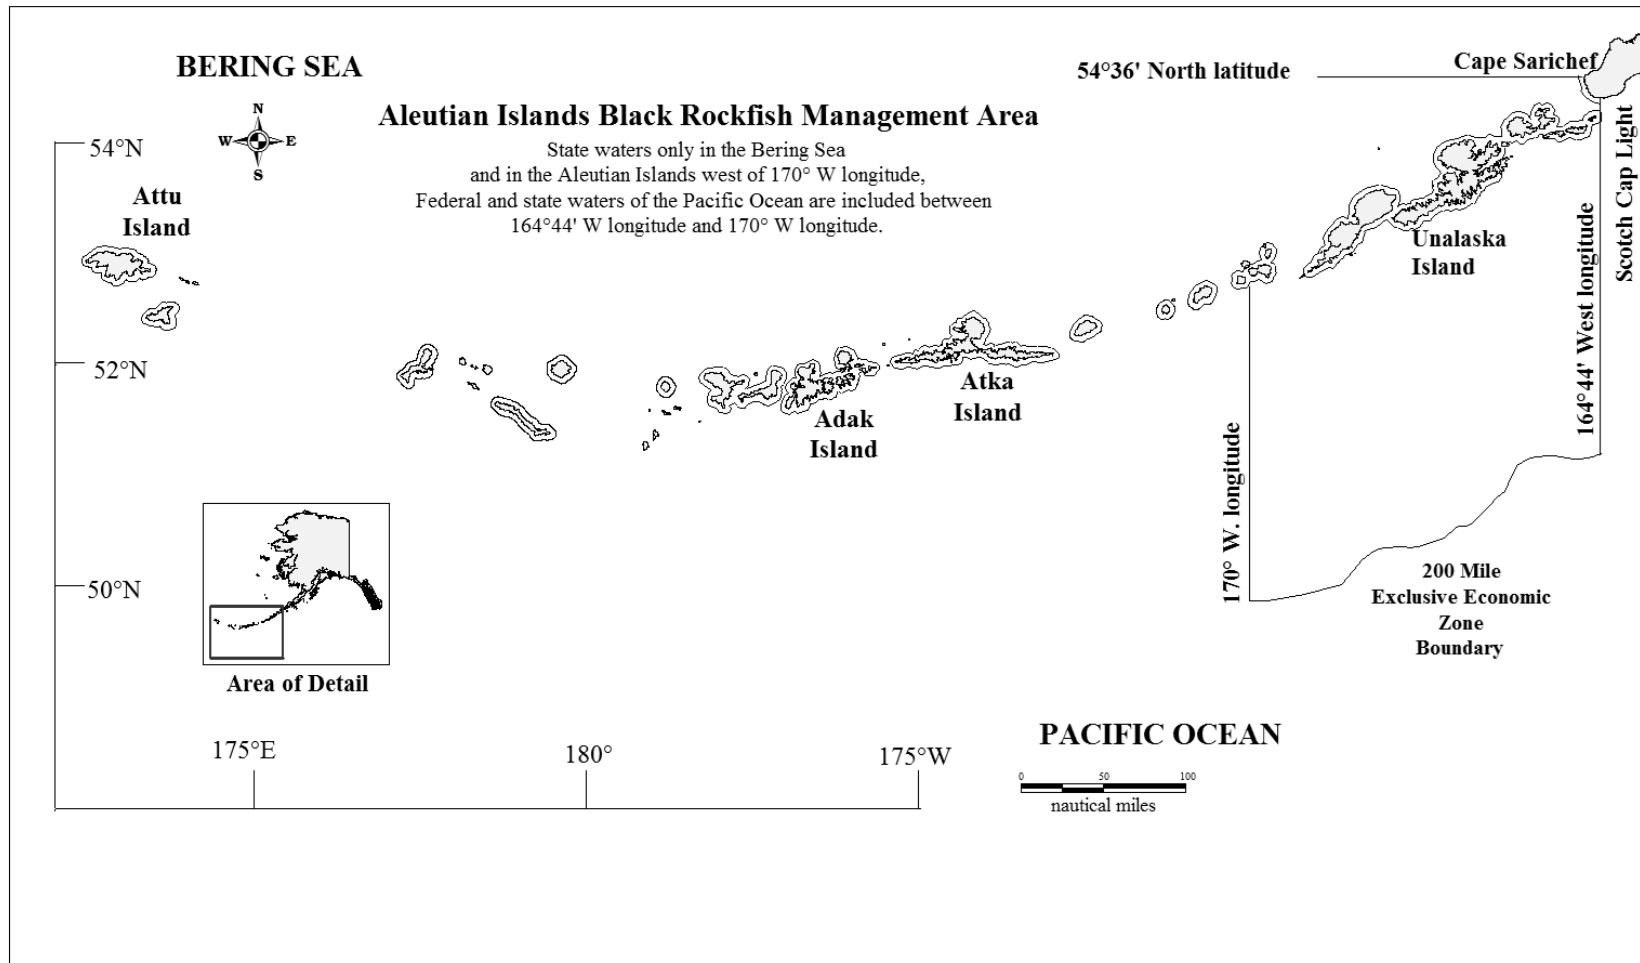 BERING SEA
N
W
E
S
54°36' North latitude
Cape Sarichef
Aleutian Islands Black Rockfish Management Area
State waters only in the Bering Sea
and in the Aleutian Islands west of 170° W longitude,
Federal and state waters of the Pacific Ocean are included between
164°44' W longitude and 170° W longitude.
54°N
Attu
Island
Scotch Cap Light
Unalaska
Island
164°44' West longitude
52°N
Atka
Island
Adak
Island
170° W. longitude
50°N
200 Mile
Exclusive Economic
Zone
Boundary
Area of Detail
175°E
180°
175°W
PACIFIC OCEAN
0
50
100
nautical miles